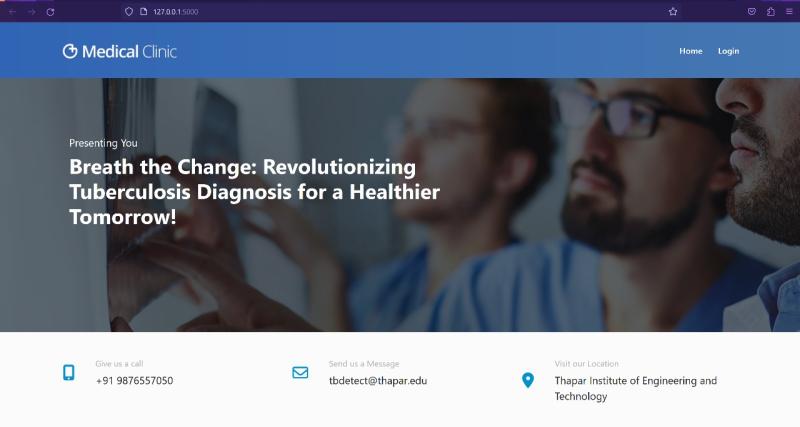 127.0.0.1:5000
Medical Clinic
Home Login
Presenting You
Breath the Change: Revolutionizing
Tuberculosis Diagnosis for a Healthier
Tomorrow!
Give us a call
+91 9876557050
Send us a Message
tbdetect@thapar.edu
Visit our Location
Thapar Institute of Engineering and
Technology